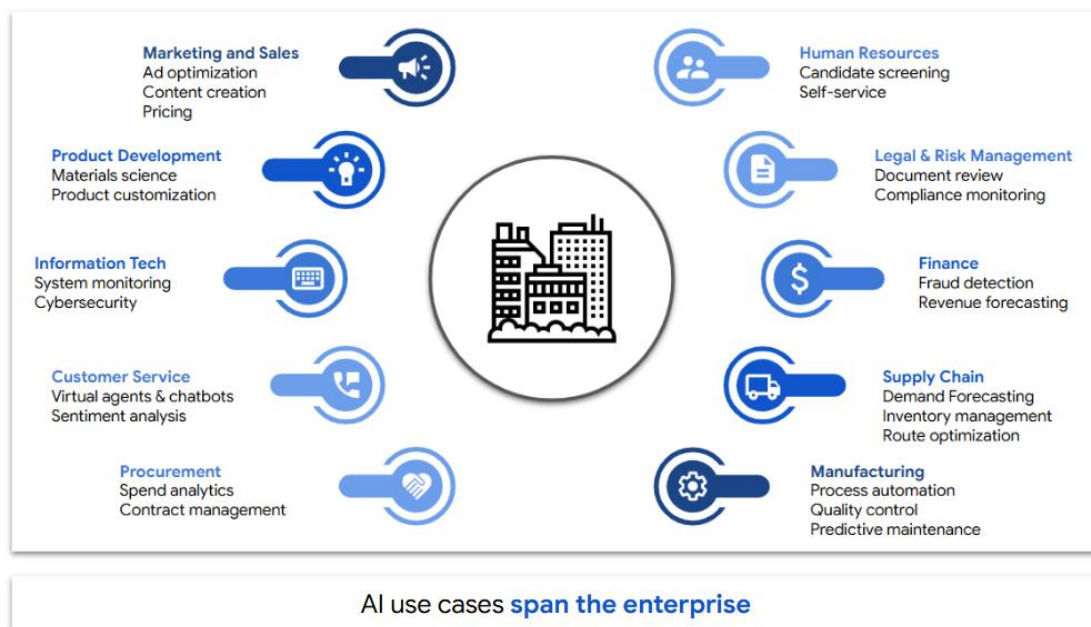 Marketing and Sales
Ad optimization
Content creation
Pricing
Product Development
Materials science
Product customization
Information Tech
System monitoring
Cybersecurity
Customer Service
Virtual agents & chatbots
Sentiment analysis
Procurement
Spend analytics
Contract management
Human Resources
Candidate screening
Self-service
Legal & Risk Management
Document review
Compliance monitoring
Finance
Fraud detection
Revenue forecasting
Supply Chain
Demand Forecasting
Inventory management
Route optimization
Manufacturing
Process automation
Quality control
Predictive maintenance
AI use cases span the enterprise